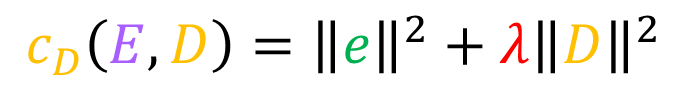 c_D(E, D) = ‖e‖² + λ‖D‖²